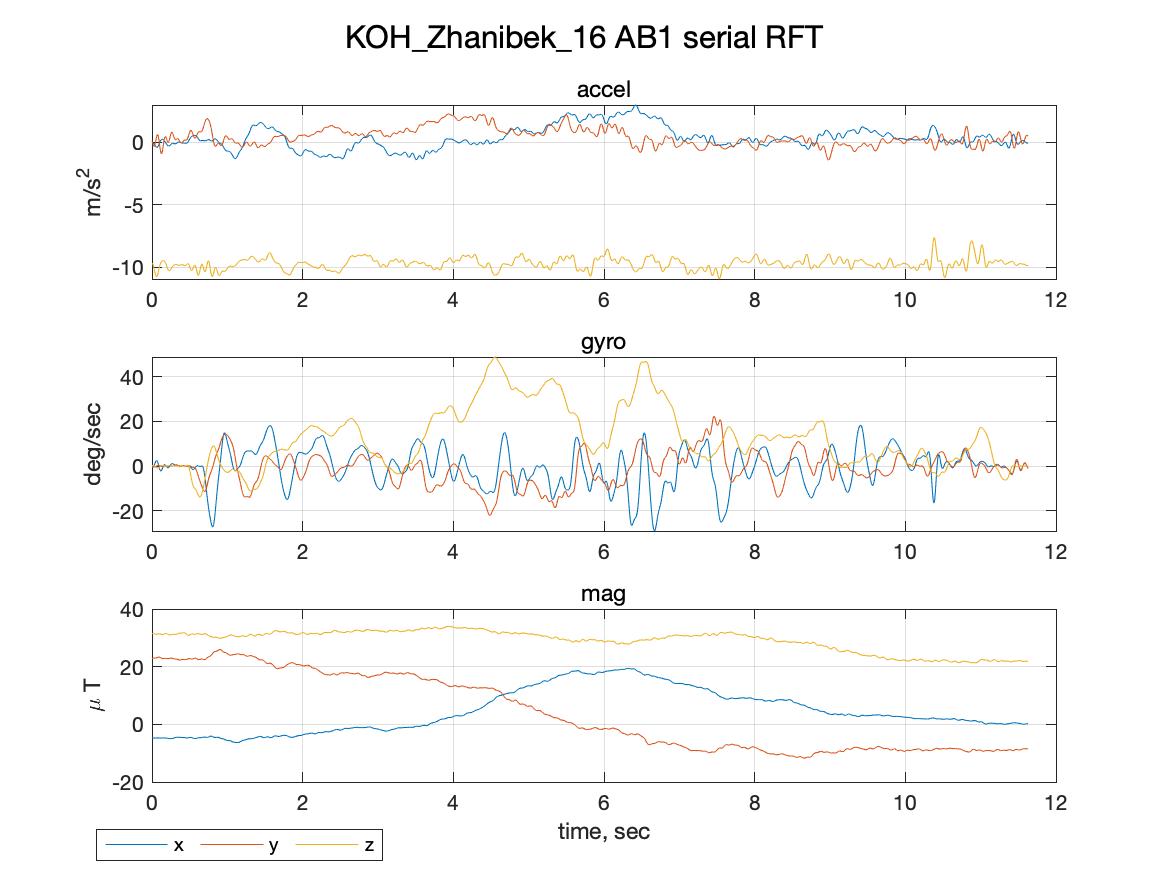 KOH_Zhanibek_16 AB1 serial RFT
accel
m/s2
0
-5
-10
0 2 4 6 8 10 12
gyro
deg/sec
40
20
0
-20
0 2 4 6 8 10 12
mag
μ T
40
20
0
-20
0 2 4 6 8 10 12
time, sec
x y z